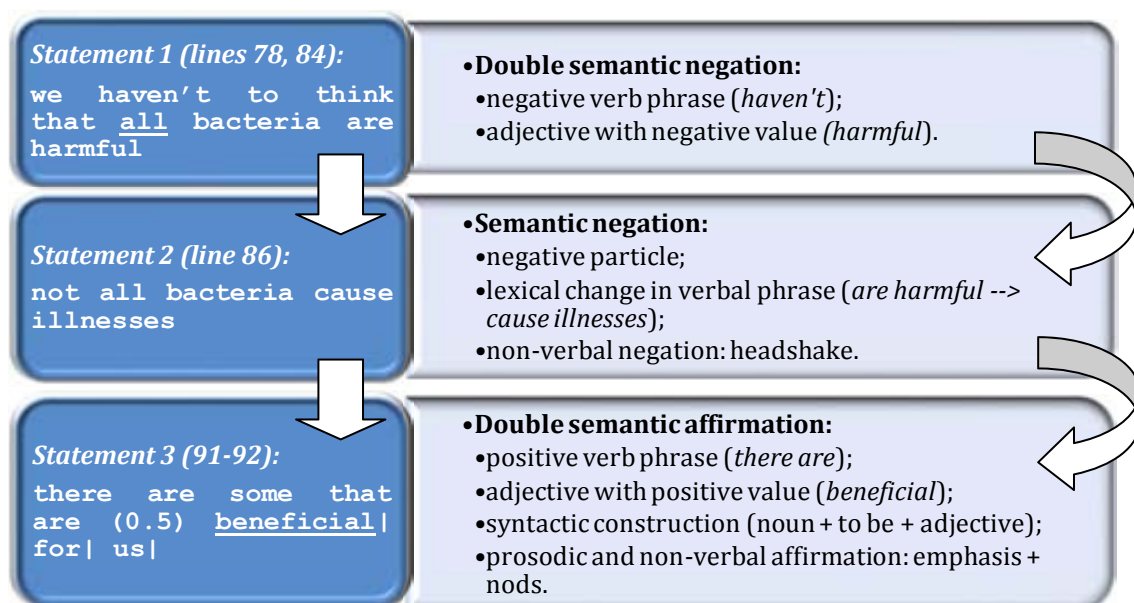 Statement 1 (lines 78, 84):
we haven't to think
that all bacteria are
harmful
•Double semantic negation:
•negative verb phrase (haven't);
•adjective with negative value (harmful).
Statement 2 (line 86):
not all bacteria cause
illnesses
•Semantic negation:
•negative particle;
•lexical change in verbal phrase (are harmful -->
cause illnesses);
•non-verbal negation: headshake.
Statement 3 (91-92):
there are some that
are (0.5) beneficial|
for| us|
•Double semantic affirmation:
•positive verb phrase (there are);
•adjective with positive value (beneficial);
•syntactic construction (noun + to be + adjective);
•prosodic and non-verbal affirmation: emphasis +
nods.